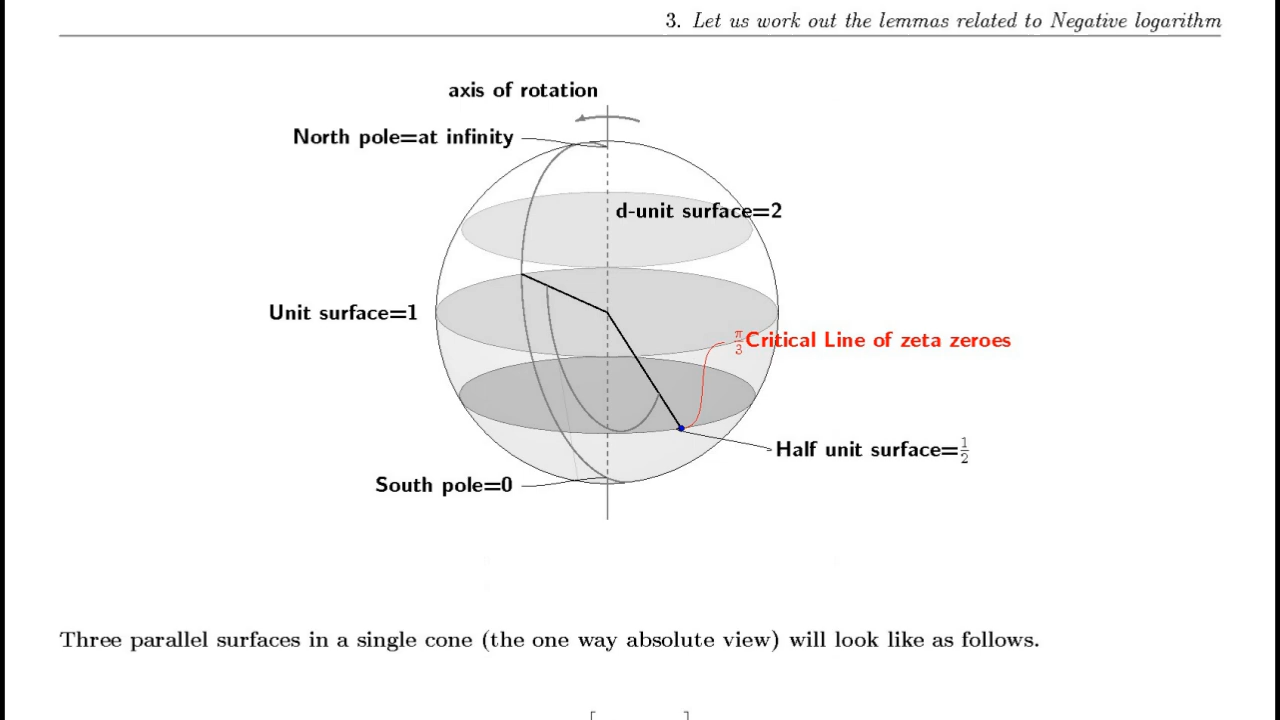 3. Let us work out the lemmas related to Negative logarithm
axis of rotation
North pole=at infinity
d-unit surface=2
Unit surface=1
π/3 Critical Line of zeta zeroes
Half unit surface=1/2
South pole=0
Three parallel surfaces in a single cone (the one way absolute view) will look like as follows.